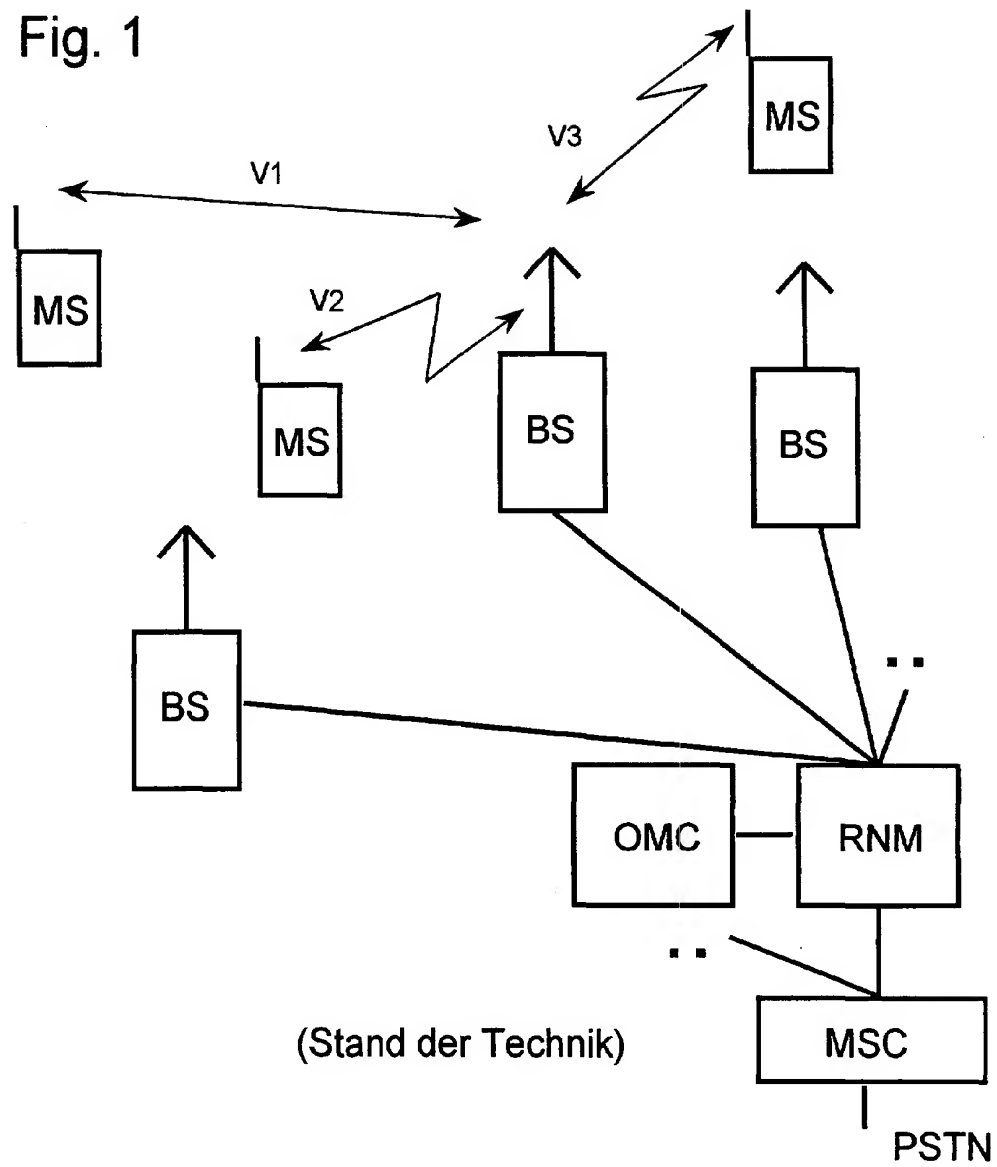 Fig. 1
MS
V3
V1
MS
V2
MS
BS
BS
BS
..
OMC
RNM
..
(Stand der Technik)
MSC
PSTN